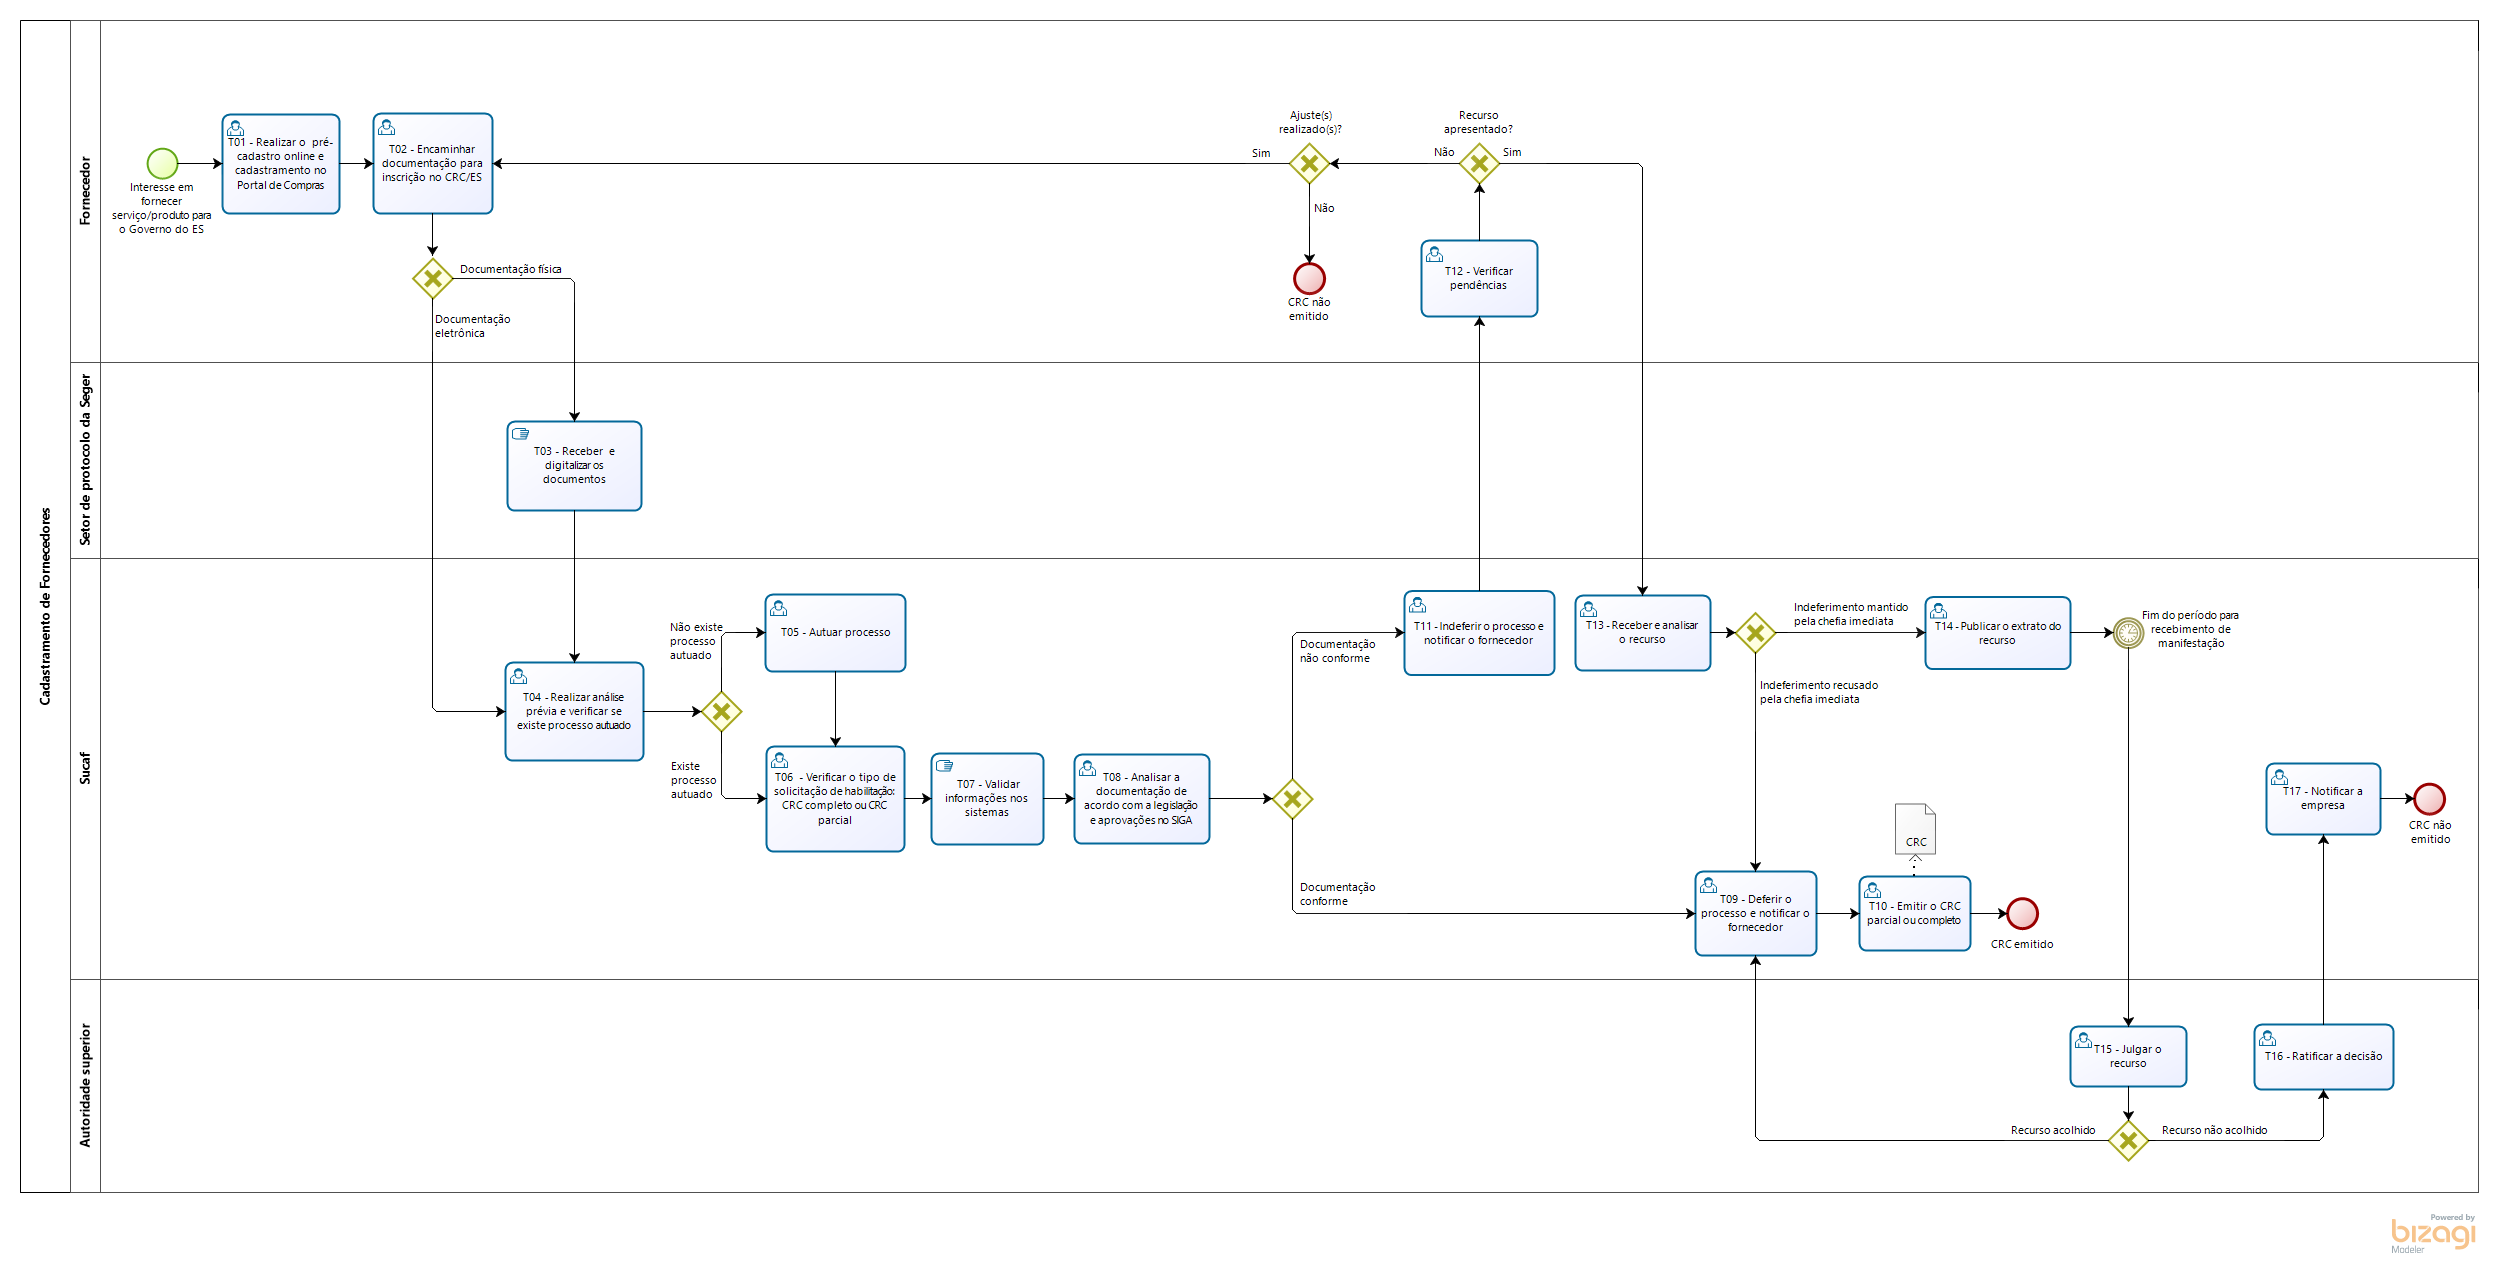 Cadastramento de Fornecedores
Fornecedor
Interesse em
fornecer
serviço/produto para
o Governo do ES
T01 - Realizar o pré-
cadastro online e
cadastramento no
Portal de Compras
T02 - Encaminhar
documentação para
inscrição no CRC/ES
Documentação física
Documentação
eletrônica
Ajuste(s)
realizado(s)?
Sim
Não
CRC não
emitido
Recurso
apresentado?
Não
Sim
T12 - Verificar
pendências
Setor de protocolo da Seger
T03 - Receber e
digitalizar os
documentos
Sucaf
T04 - Realizar análise
prévia e verificar se
existe processo autuado
Não existe
processo
autuado
Existe
processo
autuado
T05 - Autuar processo
T06 - Verificar o tipo de
solicitação de habilitação:
CRC completo ou CRC
parcial
T07 - Validar
informações nos
sistemas
T08 - Analisar a
documentação de
acordo com a legislação
e aprovações no SIGA
Documentação
não conforme
Documentação
conforme
T11 - Indeferir o processo e
notificar o fornecedor
T13 - Receber e analisar
o recurso
Indeferimento mantido
pela chefia imediata
Indeferimento recusado
pela chefia imediata
T14 - Publicar o extrato do
recurso
Fim do período para
recebimento de
manifestação
T09 - Deferir o
processo e notificar o
fornecedor
CRC
T10 - Emitir o CRC
parcial ou completo
CRC emitido
T17 - Notificar a
empresa
CRC não
emitido
Autoridade superior
T15 - Julgar o
recurso
Recurso acolhido
Recurso não acolhido
T16 - Ratificar a decisão
Powered by
bizagi
Modeler